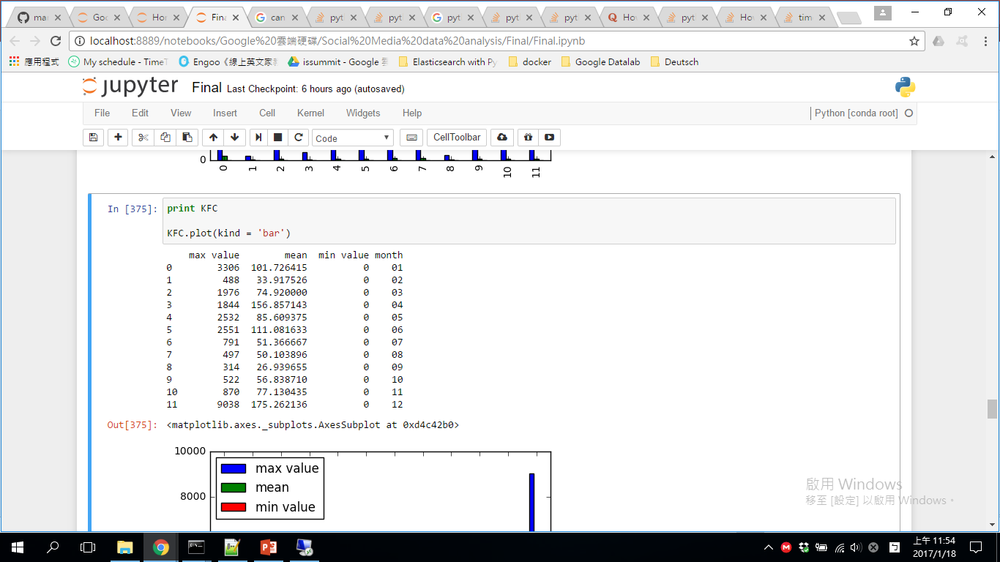 mai
Goo
Hor
Fina
can
pyt
pyt
pyt
pyt
pyt
Hov
pyt
Hov
tim
localhost:8889/notebooks/Google%20雲端硬碟/Social%20Media%20data%20analysis/Final/Final.ipynb
應用程式 My schedule - TimeT Engoo《線上英文家 issummit - Google Elasticsearch with Py docker Google Datalab Deutsch
jupyter Final Last Checkpoint: 6 hours ago (autosaved)
File Edit View Insert Cell Kernel Widgets Help Python [conda root]
Code CellToolbar
0
0 1 2 3 4 5 6 7 8 9 10 11
In [375]: print KFC
KFC.plot(kind = 'bar')
max value mean min value month
0 3306 101.726415 0 01
1 488 33.917526 0 02
2 1976 74.920000 0 03
3 1844 156.857143 0 04
4 2532 85.609375 0 05
5 2551 111.081633 0 06
6 791 51.366667 0 07
7 497 50.103896 0 08
8 314 26.939655 0 09
9 522 56.838710 0 10
10 870 77.130435 0 11
11 9038 175.262136 0 12
Out[375]: <matplotlib.axes._subplots.AxesSubplot at 0xd4c42b0>
10000
max value
mean
8000
min value
啟用 Windows
移至 [設定] 以啟用 Windows。
上午 11:54
2017/1/18